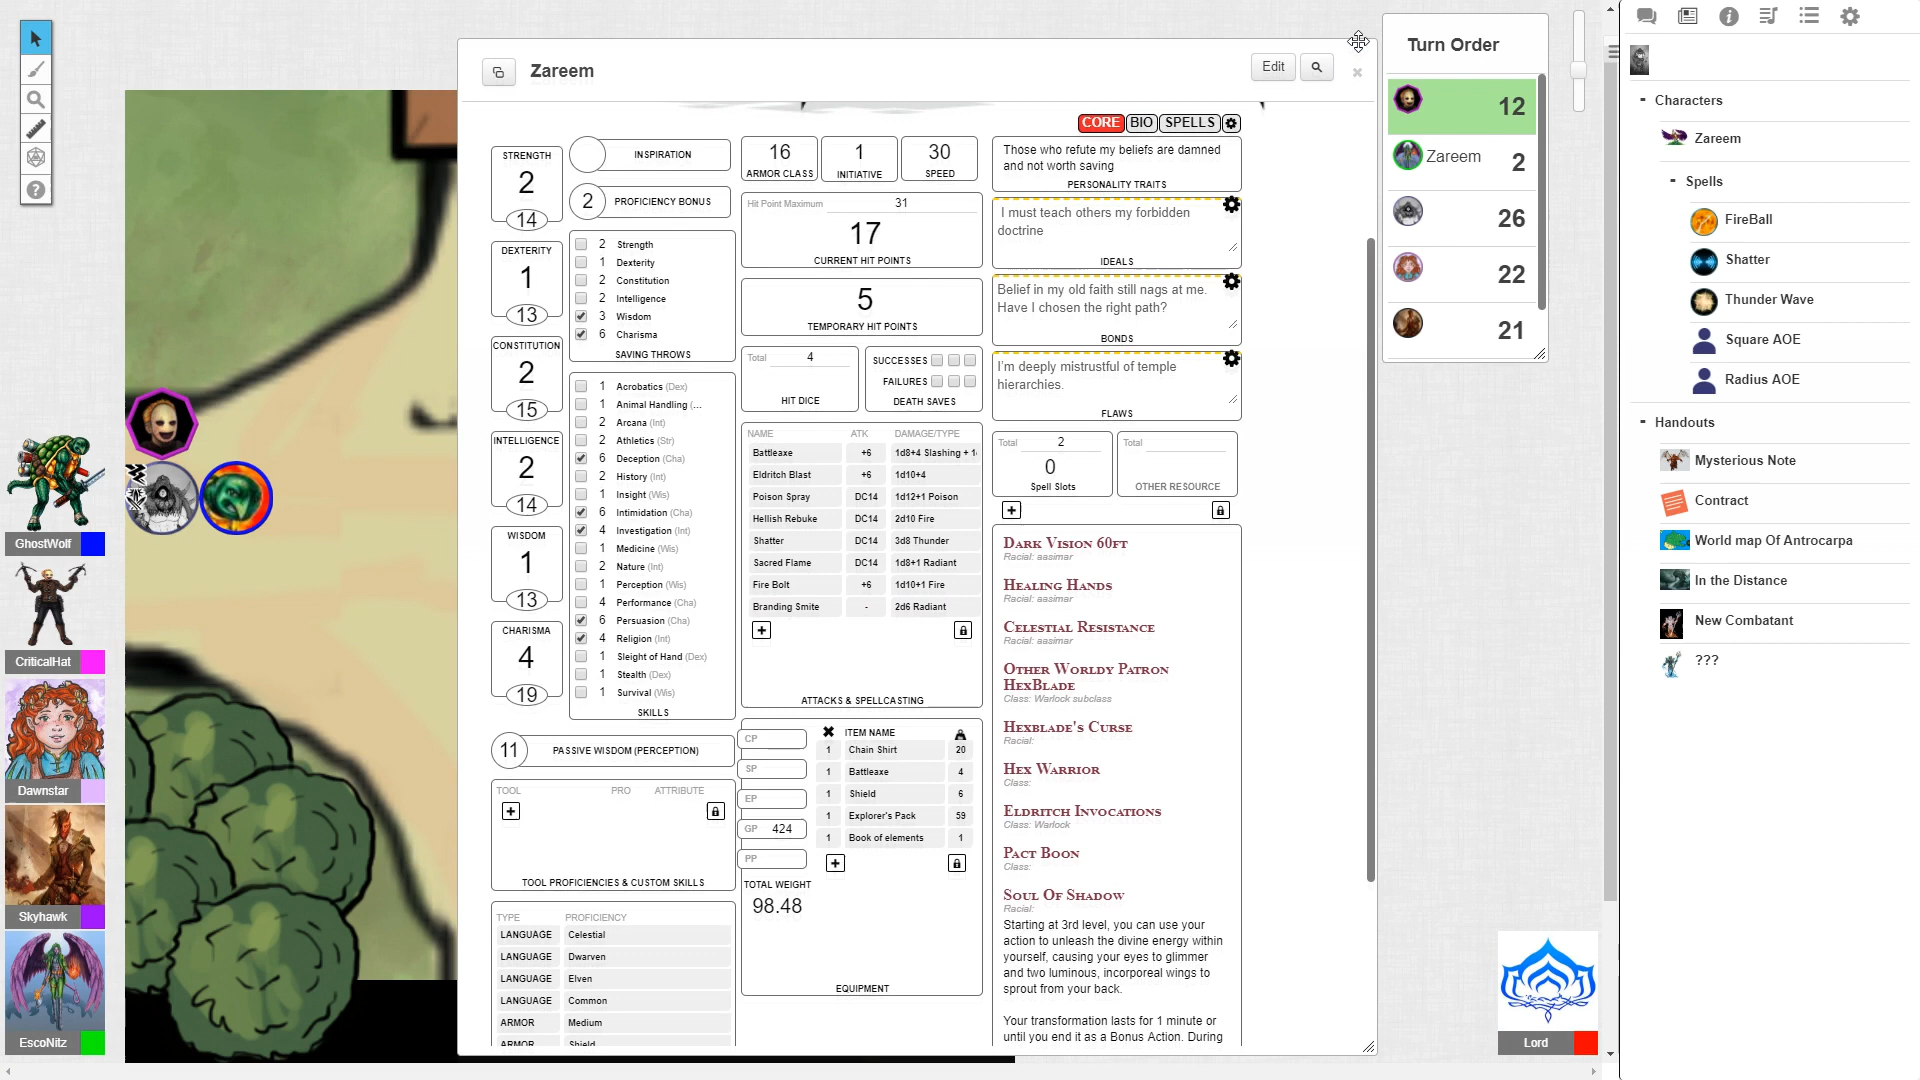 Zareem
Edit
CORE
BIO
SPELLS
STRENGTH
2
14
DEXTERITY
1
13
CONSTITUTION
2
15
INTELLIGENCE
2
14
WISDOM
1
13
CHARISMA
4
19
INSPIRATION
2 PROFICIENCY BONUS
2 Strength
1 Dexterity
2 Constitution
2 Intelligence
3 Wisdom
6 Charisma
SAVING THROWS
1 Acrobatics (Dex)
1 Animal Handling (...
2 Arcana (Int)
2 Athletics (Str)
6 Deception (Cha)
2 History (Int)
1 Insight (Wis)
6 Intimidation (Cha)
4 Investigation (Int)
1 Medicine (Wis)
2 Nature (Int)
1 Perception (Wis)
4 Performance (Cha)
6 Persuasion (Cha)
4 Religion (Int)
1 Sleight of Hand (Dex)
1 Stealth (Dex)
1 Survival (Wis)
SKILLS
11 PASSIVE WISDOM (PERCEPTION)
TOOL PRO ATTRIBUTE
TOOL PROFICIENCIES & CUSTOM SKILLS
TYPE PROFICIENCY
LANGUAGE Celestial
LANGUAGE Dwarven
LANGUAGE Elven
LANGUAGE Common
ARMOR Medium
ARMOR Shield
16
ARMOR CLASS
1
INITIATIVE
30
SPEED
Hit Point Maximum 31
17
CURRENT HIT POINTS
5
TEMPORARY HIT POINTS
Total 4
HIT DICE
SUCCESSES
FAILURES
DEATH SAVES
NAME ATK DAMAGE/TYPE
Battleaxe +6 1d8+4 Slashing + 1
Eldritch Blast +6 1d10+4
Poison Spray DC14 1d12+1 Poison
Hellish Rebuke DC14 2d10 Fire
Shatter DC14 3d8 Thunder
Sacred Flame DC14 1d8+1 Radiant
Fire Bolt +6 1d10+1 Fire
Branding Smite - 2d6 Radiant
ATTACKS & SPELLCASTING
CP
SP
EP
GP 424
PP
TOTAL WEIGHT
98.48
ITEM NAME
1 Chain Shirt 20
1 Battleaxe 4
1 Shield 6
1 Explorer's Pack 59
1 Book of elements 1
EQUIPMENT
Those who refute my beliefs are damned
and not worth saving
PERSONALITY TRAITS
I must teach others my forbidden
doctrine
IDEALS
Belief in my old faith still nags at me.
Have I chosen the right path?
BONDS
I'm deeply mistrustful of temple
hierarchies.
FLAWS
Total 2
0
Spell Slots
Total
OTHER RESOURCE
DARK VISION 60FT
Racial: aasimar
HEALING HANDS
Racial: aasimar
CELESTIAL RESISTANCE
Racial: aasimar
OTHER WORLDY PATRON
HEXBLADE
Class: Warlock subclass
HEXBLADE'S CURSE
Racial:
HEX WARRIOR
Class:
ELDRITCH INVOCATIONS
Class: Warlock
PACT BOON
Class:
SOUL OF SHADOW
Racial:
Starting at 3rd level, you can use your
action to unleash the divine energy within
yourself, causing your eyes to glimmer
and two luminous, incorporeal wings to
sprout from your back.
Your transformation lasts for 1 minute or
until you end it as a Bonus Action. During
Turn Order
12
Zareem 2
26
22
21
GhostWolf
CriticalHat
Dawnstar
Skyhawk
EscoNitz
Lord
Characters
Zareem
Spells
FireBall
Shatter
Thunder Wave
Square AOE
Radius AOE
Handouts
Mysterious Note
Contract
World map Of Antrocarpa
In the Distance
New Combatant
???